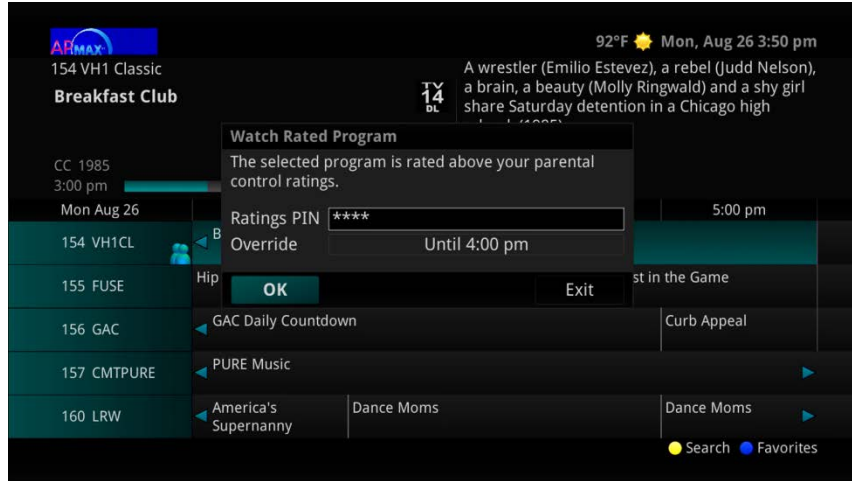 APMAX
92°F Mon, Aug 26 3:50 pm
154 VH1 Classic
Breakfast Club
TV
14
DL
A wrestler (Emilio Estevez), a rebel (Judd Nelson),
a brain, a beauty (Molly Ringwald) and a shy girl
share Saturday detention in a Chicago high
CC 1985
3:00 pm
Watch Rated Program
The selected program is rated above your parental
control ratings.
Ratings PIN ****
Override Until 4:00 pm
OK Exit
Mon Aug 26 5:00 pm
154 VH1CL B
155 FUSE Hip st in the Game
156 GAC GAC Daily Countdown Curb Appeal
157 CMTPURE PURE Music
160 LRW America's Dance Moms Dance Moms
Supernanny
Search Favorites